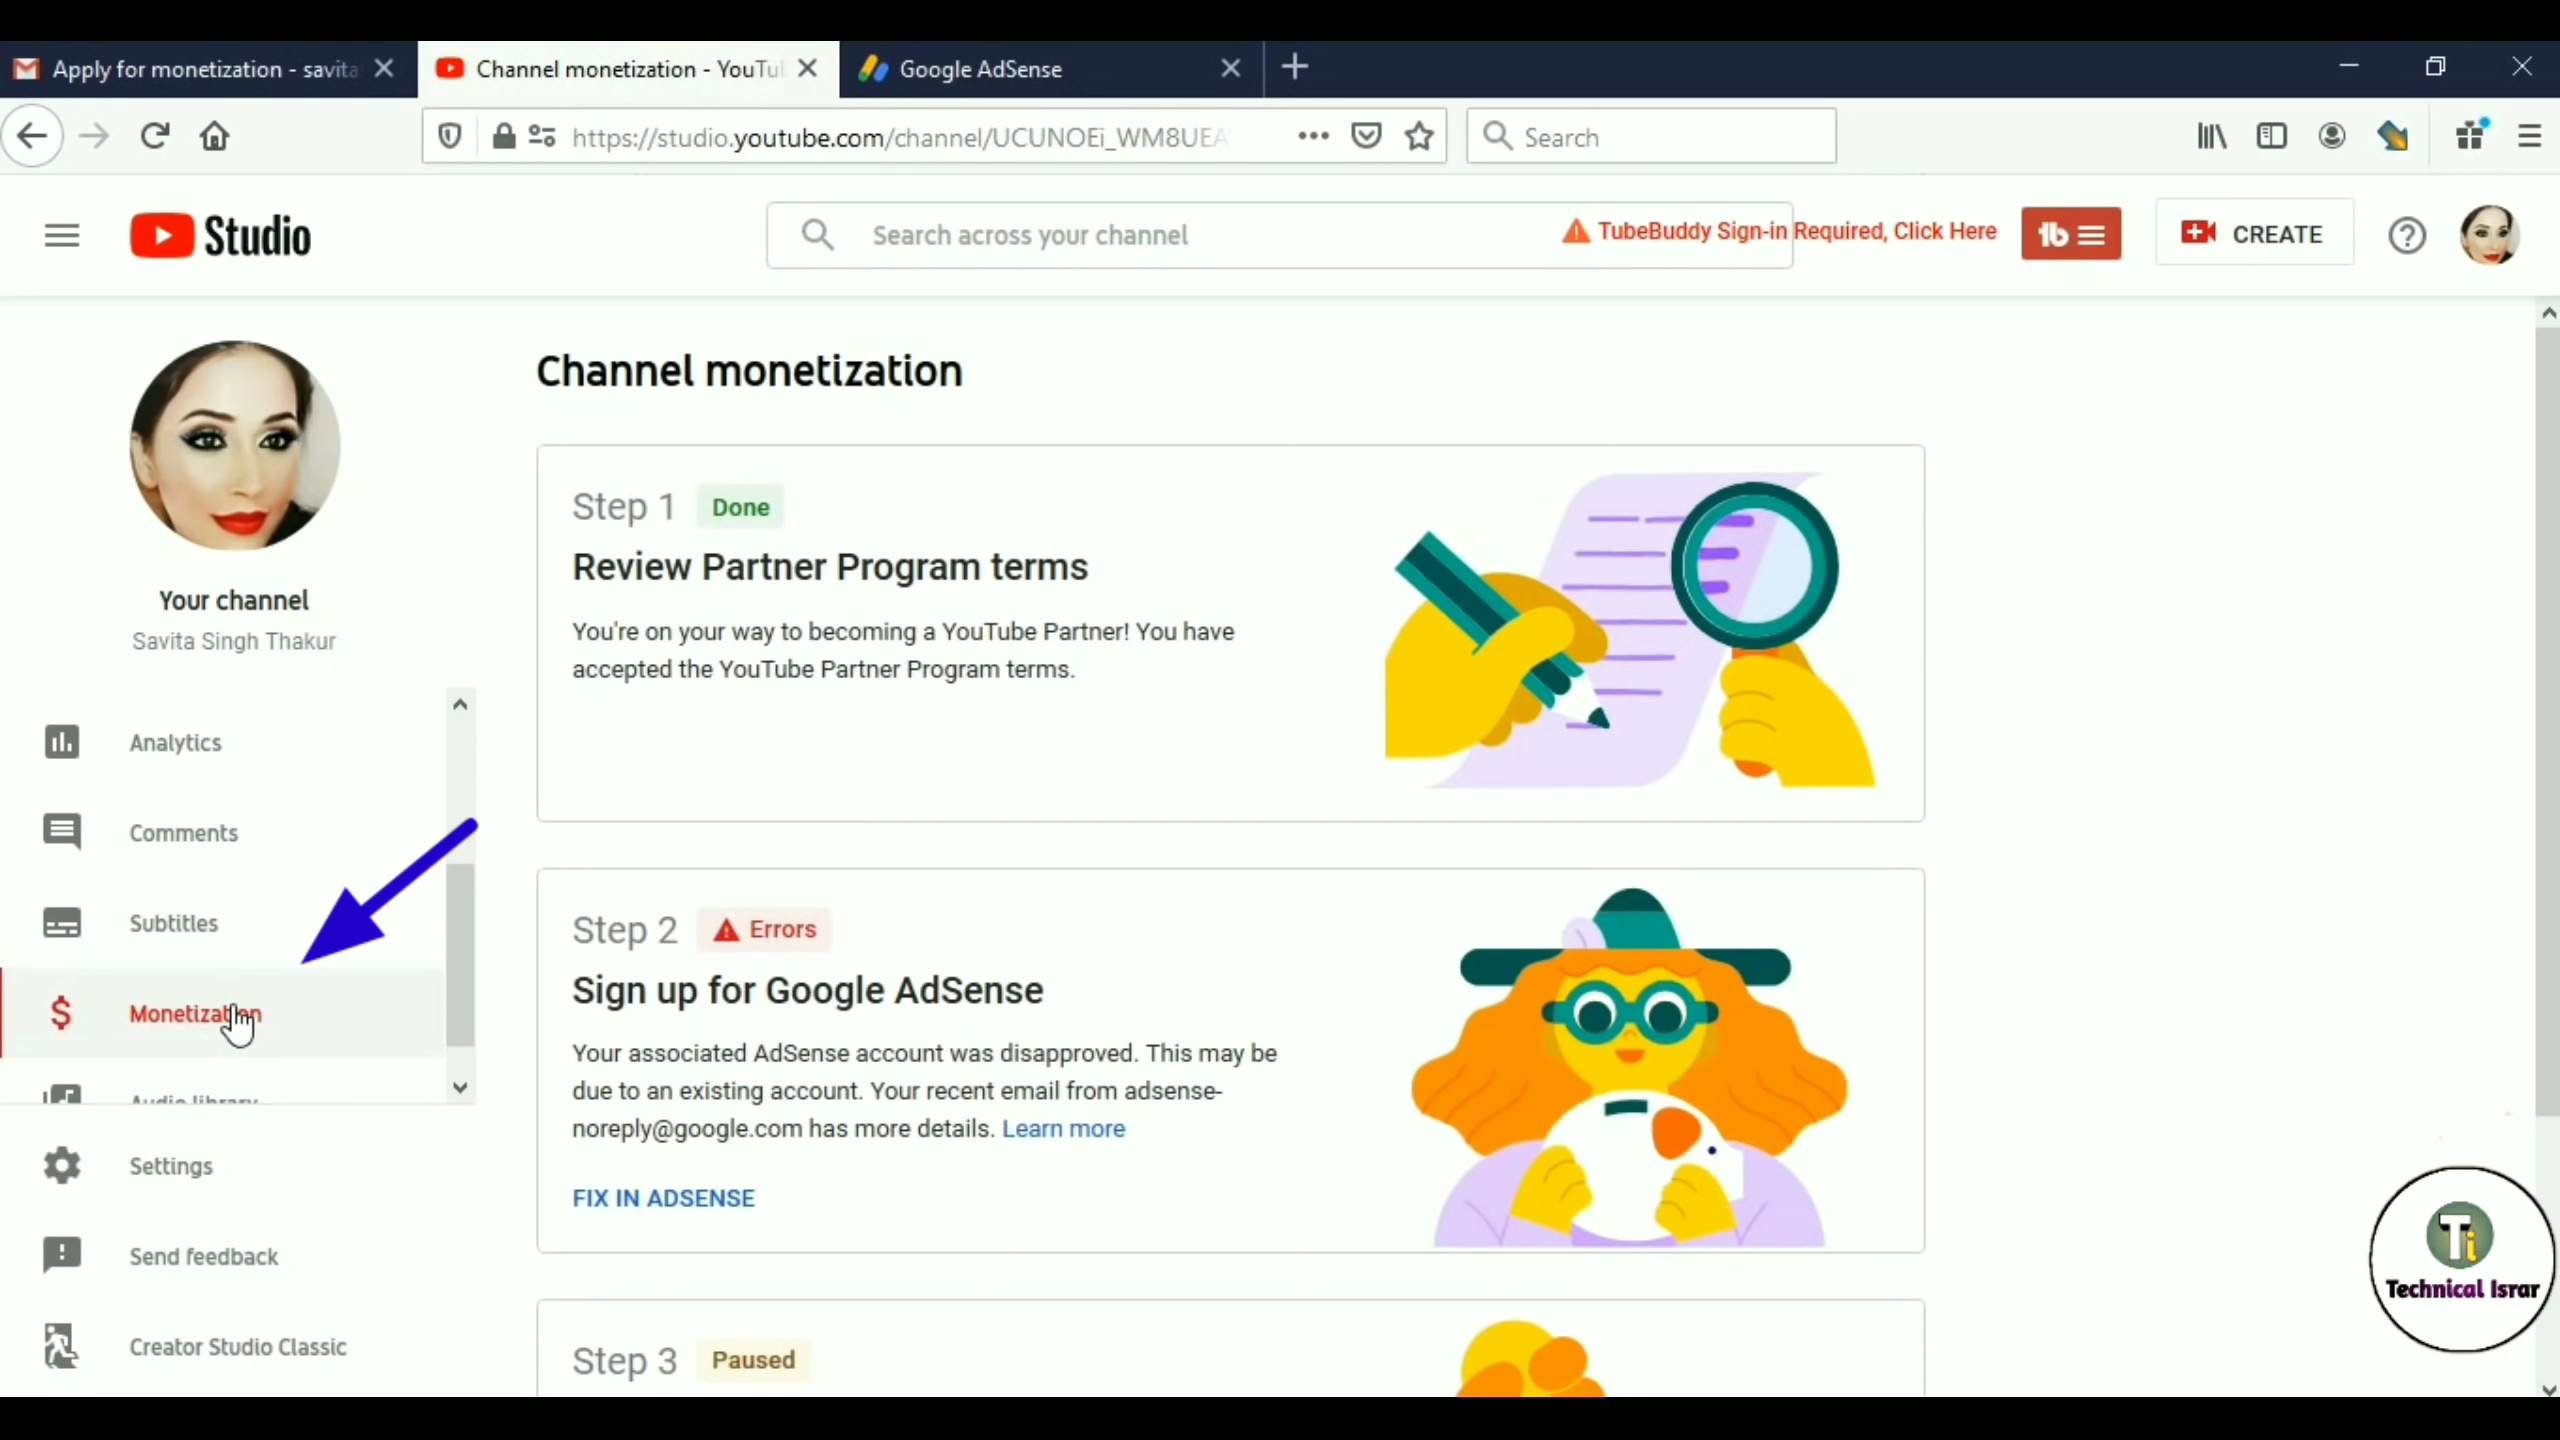 Apply for monetization - savita
Channel monetization - YouTu
Google AdSense
https://studio.youtube.com/channel/UCUNOEi_WM8UEA
Search
Studio
Search across your channel
TubeBuddy Sign-in Required, Click Here
CREATE
Your channel
Savita Singh Thakur
Analytics
Comments
Subtitles
Monetization
Audio library
Settings
Send feedback
Creator Studio Classic
Channel monetization
Step 1 Done
Review Partner Program terms
You're on your way to becoming a YouTube Partner! You have
accepted the YouTube Partner Program terms.
Step 2 Errors
Sign up for Google AdSense
Your associated AdSense account was disapproved. This may be
due to an existing account. Your recent email from adsense-
noreply@google.com has more details. Learn more
FIX IN ADSENSE
Step 3 Paused
Ti
Technical Israr